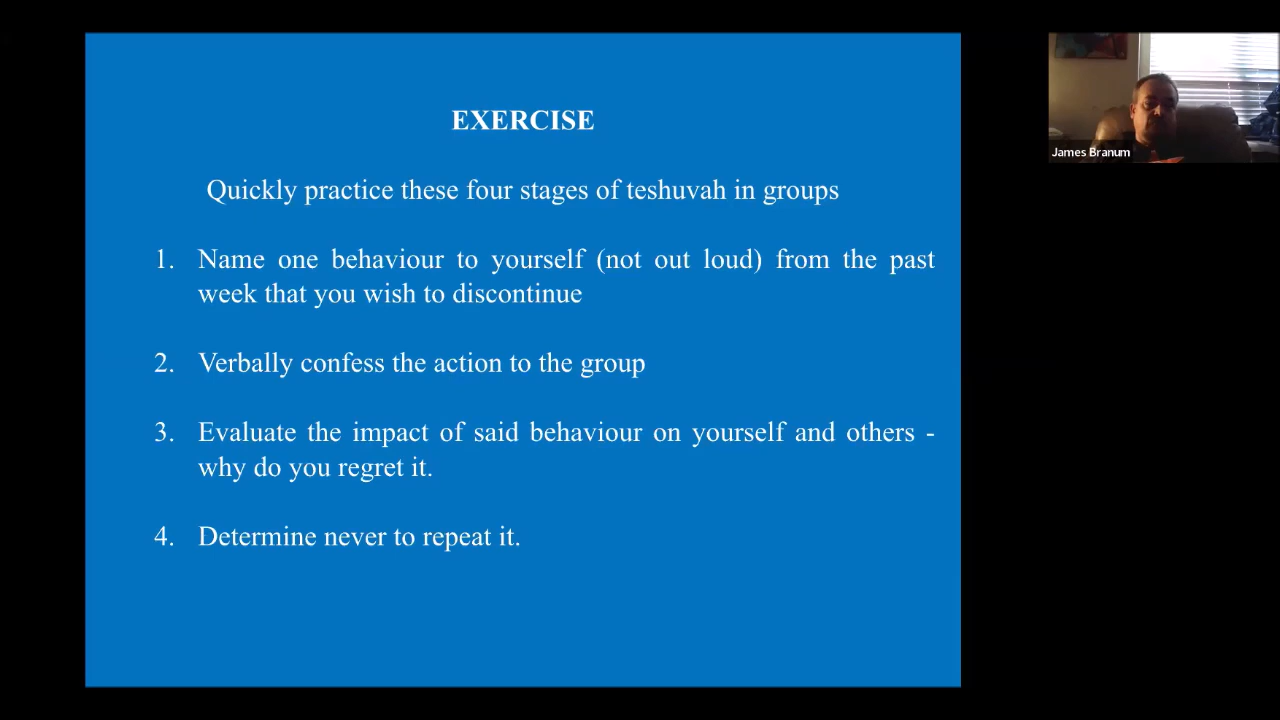 EXERCISE
Quickly practice these four stages of teshuvah in groups
1. Name one behaviour to yourself (not out loud) from the past
week that you wish to discontinue
2. Verbally confess the action to the group
3. Evaluate the impact of said behaviour on yourself and others -
why do you regret it.
4. Determine never to repeat it.
James Branum